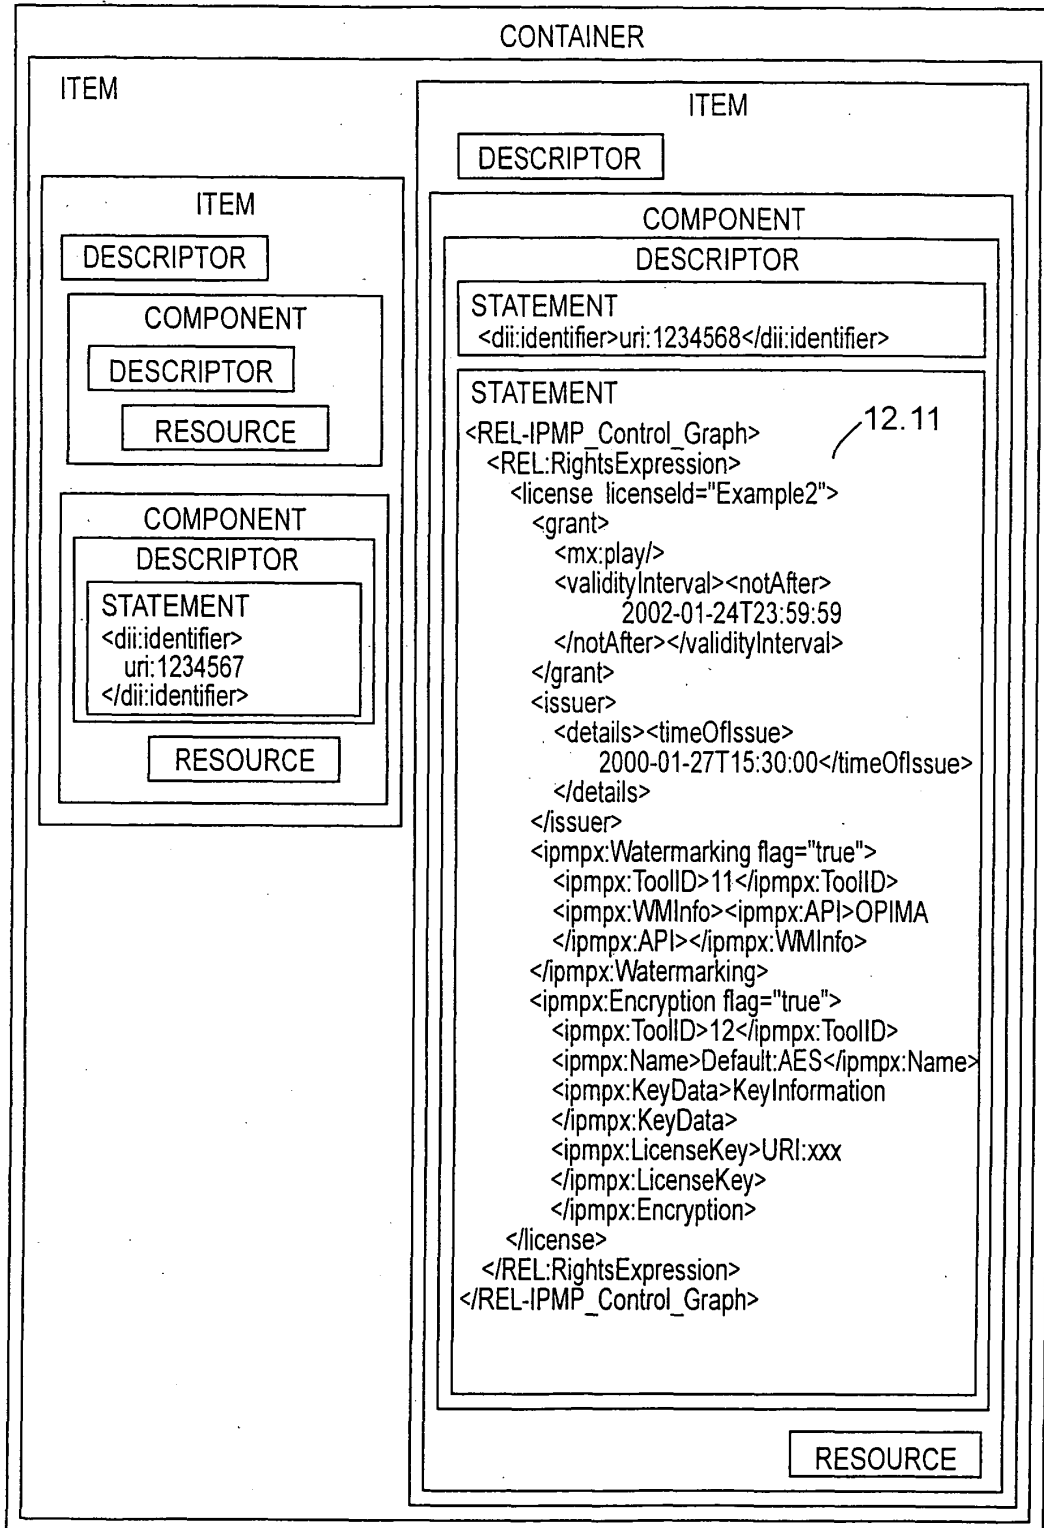 CONTAINER
ITEM
ITEM
DESCRIPTOR
COMPONENT
DESCRIPTOR
RESOURCE
COMPONENT
DESCRIPTOR
STATEMENT
<dii:identifier>
uri:1234567
</dii:identifier>
RESOURCE
ITEM
DESCRIPTOR
COMPONENT
DESCRIPTOR
STATEMENT
<dii:identifier>uri:1234568</dii:identifier>
STATEMENT
12.11
<REL-IPMP_Control_Graph>
<REL:RightsExpression>
<license licenseId="Example2">
<grant>
<mx:play/>
<validityInterval><notAfter>
2002-01-24T23:59:59
</notAfter></validityInterval>
</grant>
<issuer>
<details><timeOfIssue>
2000-01-27T15:30:00</timeOfIssue>
</details>
</issuer>
<ipmpx:Watermarking flag="true">
<ipmpx:ToolID>11</ipmpx:ToolID>
<ipmpx:WMInfo><ipmpx:API>OPIMA
</ipmpx:API></ipmpx:WMInfo>
</ipmpx:Watermarking>
<ipmpx:Encryption flag="true">
<ipmpx:ToolID>12</ipmpx:ToolID>
<ipmpx:Name>Default:AES</ipmpx:Name>
<ipmpx:KeyData>KeyInformation
</ipmpx:KeyData>
<ipmpx:LicenseKey>URI:xxx
</ipmpx:LicenseKey>
</ipmpx:Encryption>
</license>
</REL:RightsExpression>
</REL-IPMP_Control_Graph>
RESOURCE